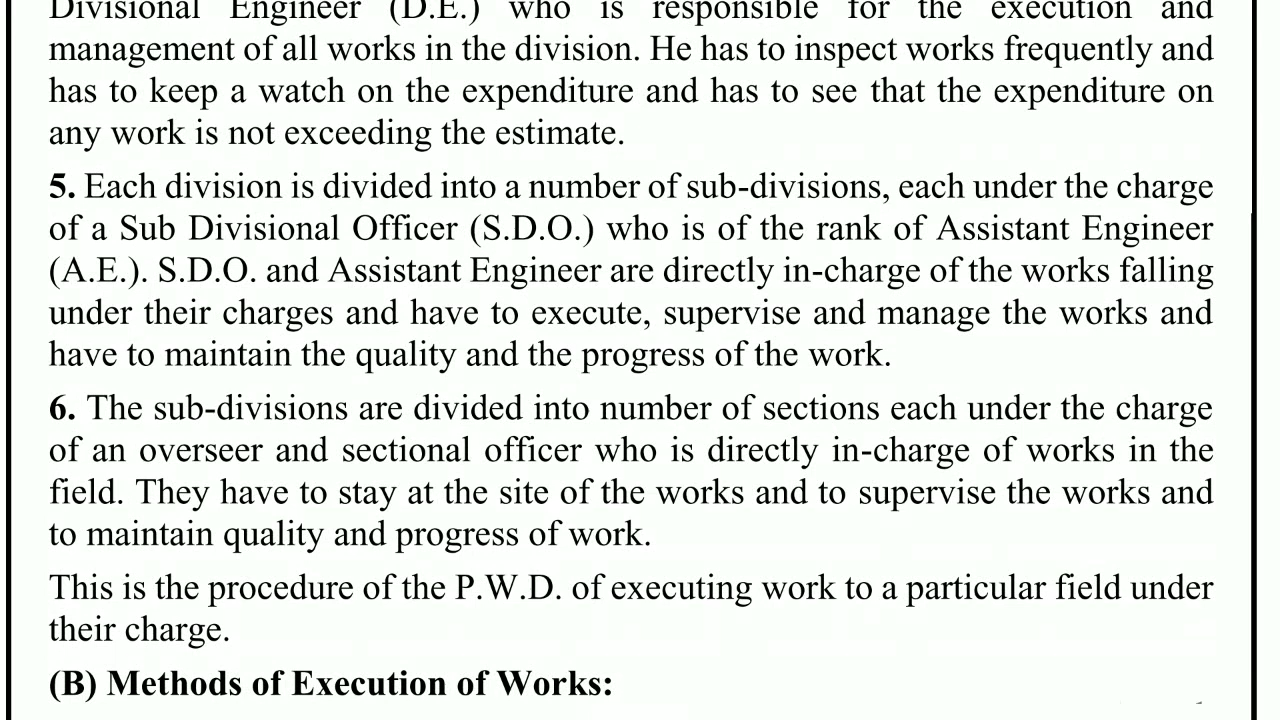 Divisional Engineer (D.E.) who is responsible for the execution and
management of all works in the division. He has to inspect works frequently and
has to keep a watch on the expenditure and has to see that the expenditure on
any work is not exceeding the estimate.
5. Each division is divided into a number of sub-divisions, each under the charge
of a Sub Divisional Officer (S.D.O.) who is of the rank of Assistant Engineer
(A.E.). S.D.O. and Assistant Engineer are directly in-charge of the works falling
under their charges and have to execute, supervise and manage the works and
have to maintain the quality and the progress of the work.
6. The sub-divisions are divided into number of sections each under the charge
of an overseer and sectional officer who is directly in-charge of works in the
field. They have to stay at the site of the works and to supervise the works and
to maintain quality and progress of work.
This is the procedure of the P.W.D. of executing work to a particular field under
their charge.
(B) Methods of Execution of Works: